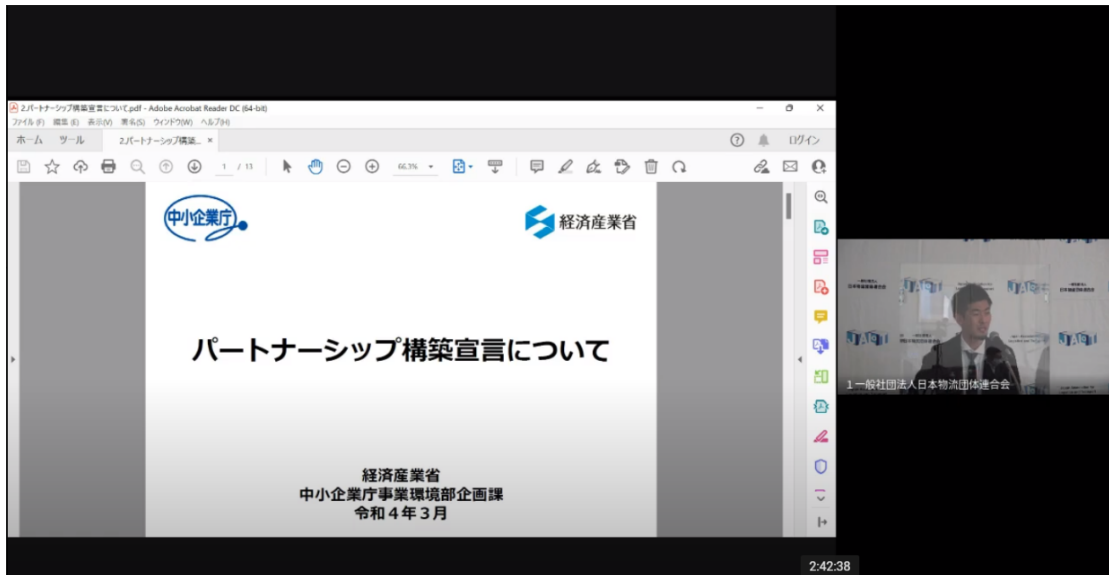 2.パートナーシップ構築宣言について.pdf - Adobe Acrobat Reader DC (64-bit)
ファイル(F) 編集(E) 表示(V) 署名(S) ウィンドウ(W) ヘルプ(H)
ホーム ツール 2.パートナーシップ構築... × ログイン
1 / 13 66.3%
中小企業庁
経済産業省
パートナーシップ構築宣言について
経済産業省
中小企業庁事業環境部企画課
令和4年3月
1 一般社団法人日本物流団体連合会
2:42:38